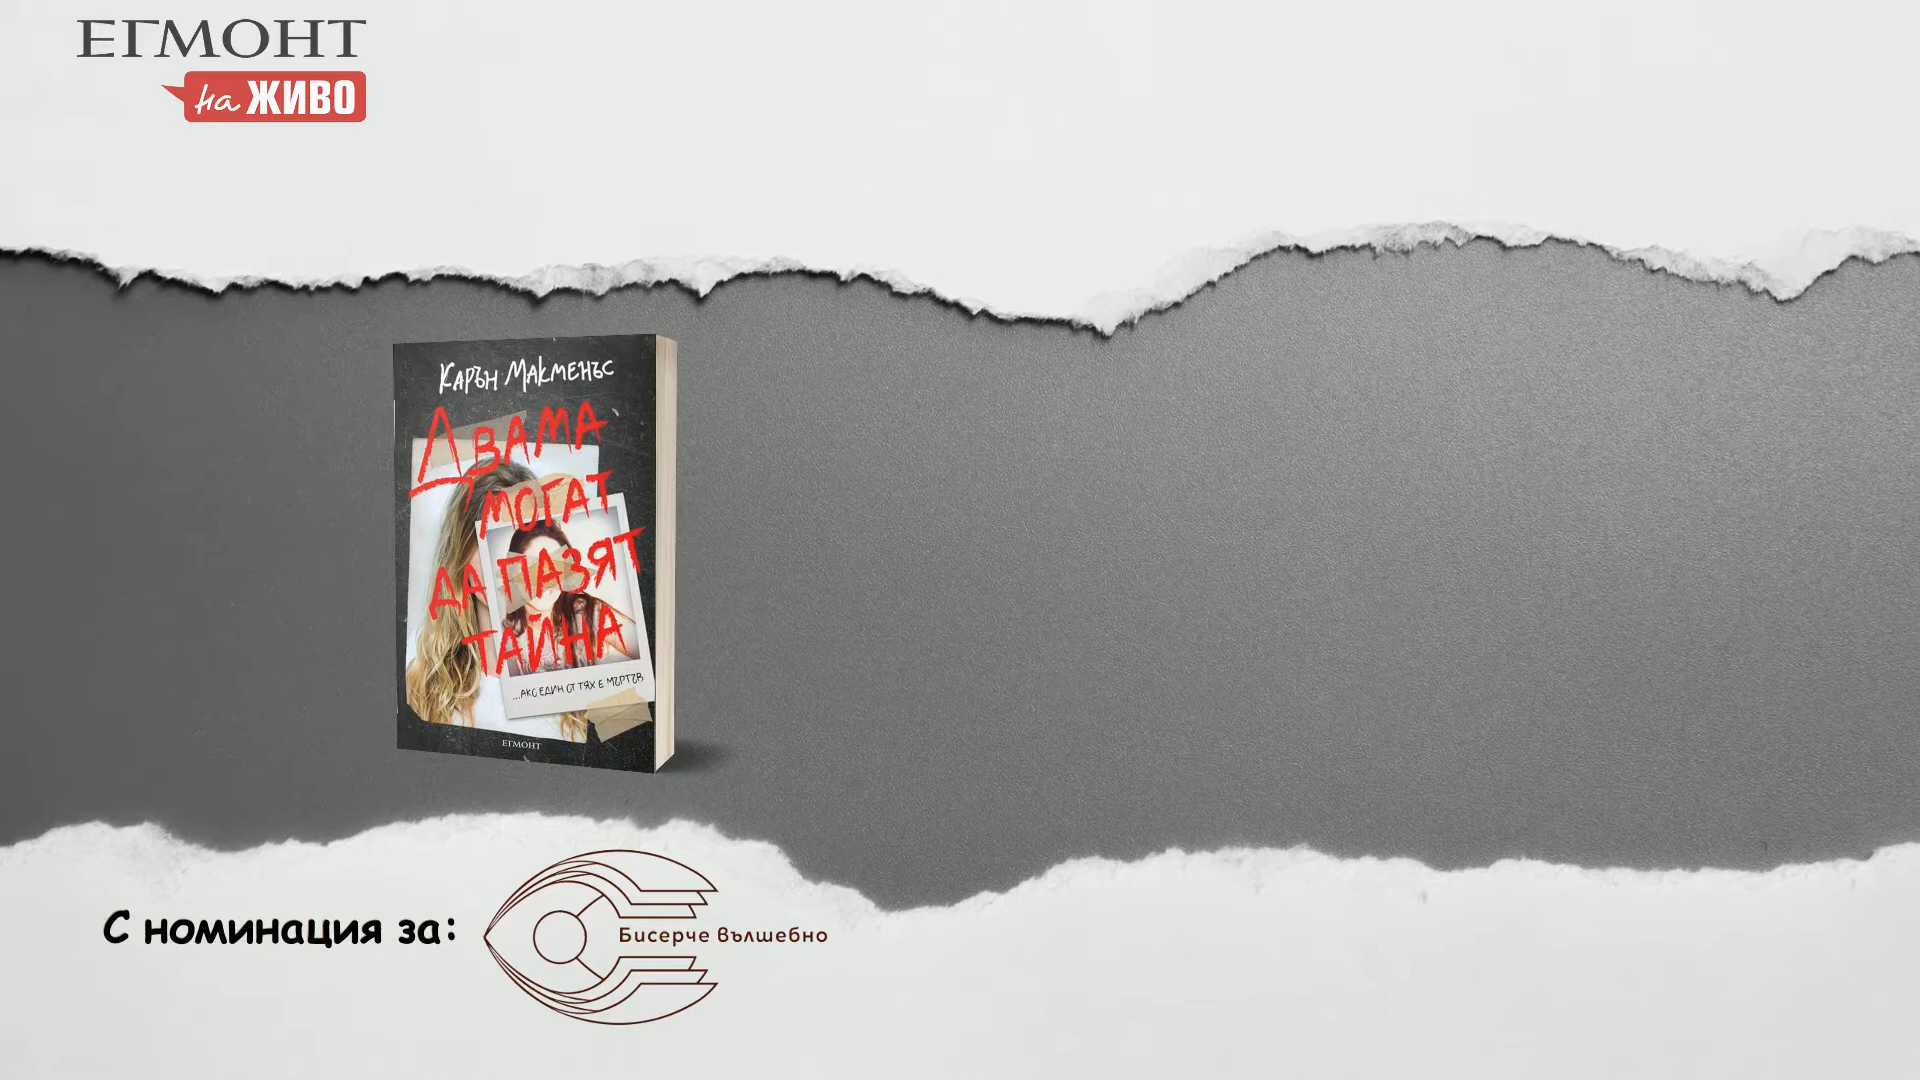 ЕГМОНТ
на ЖИВО
КАРЪН МАКМЕНЪС
ДВАМА
МОГАТ
ДА ПАЗЯТ
ТАЙНА
...АКО ЕДИН ОТ ТЯХ Е МЪРТЪВ
ЕГМОНТ
С номинация за:
Бисерче вълшебно